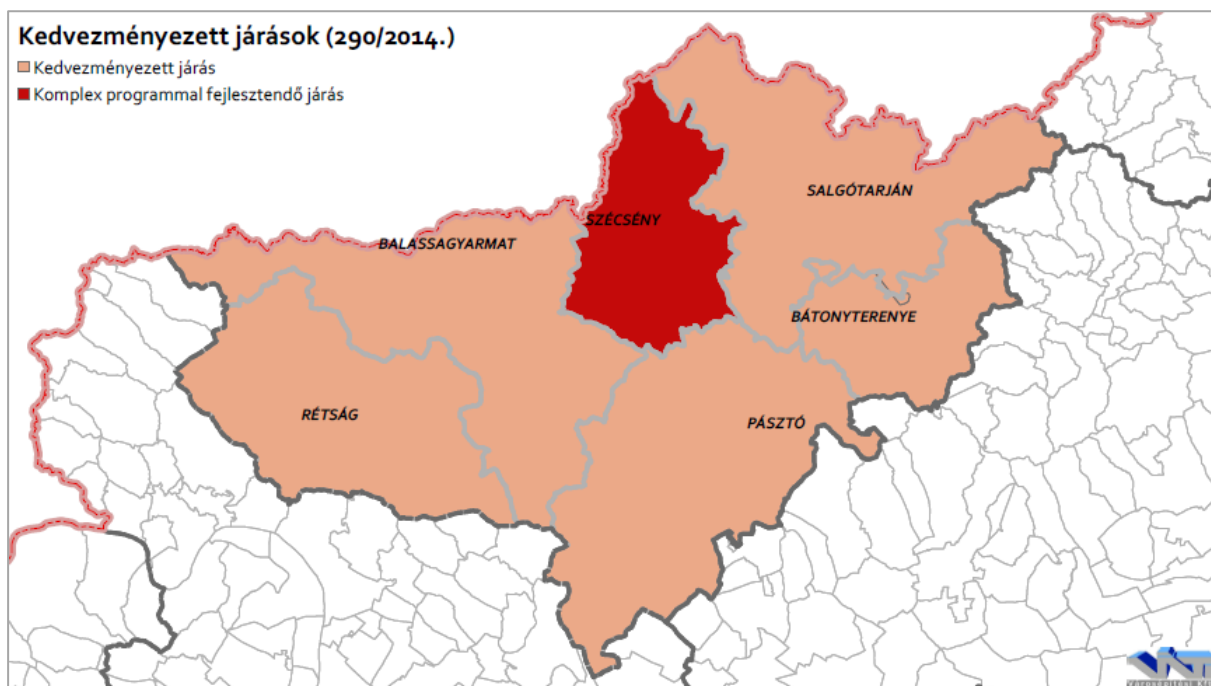 Kedvezményezett járások (290/2014.)
Kedvezményezett járás
Komplex programmal fejlesztendő járás
SALGÓTARJÁN
SZÉCSÉNY
BALASSAGYARMAT
BÁTONYTERENYE
RÉTSÁG
PÁSZTÓ